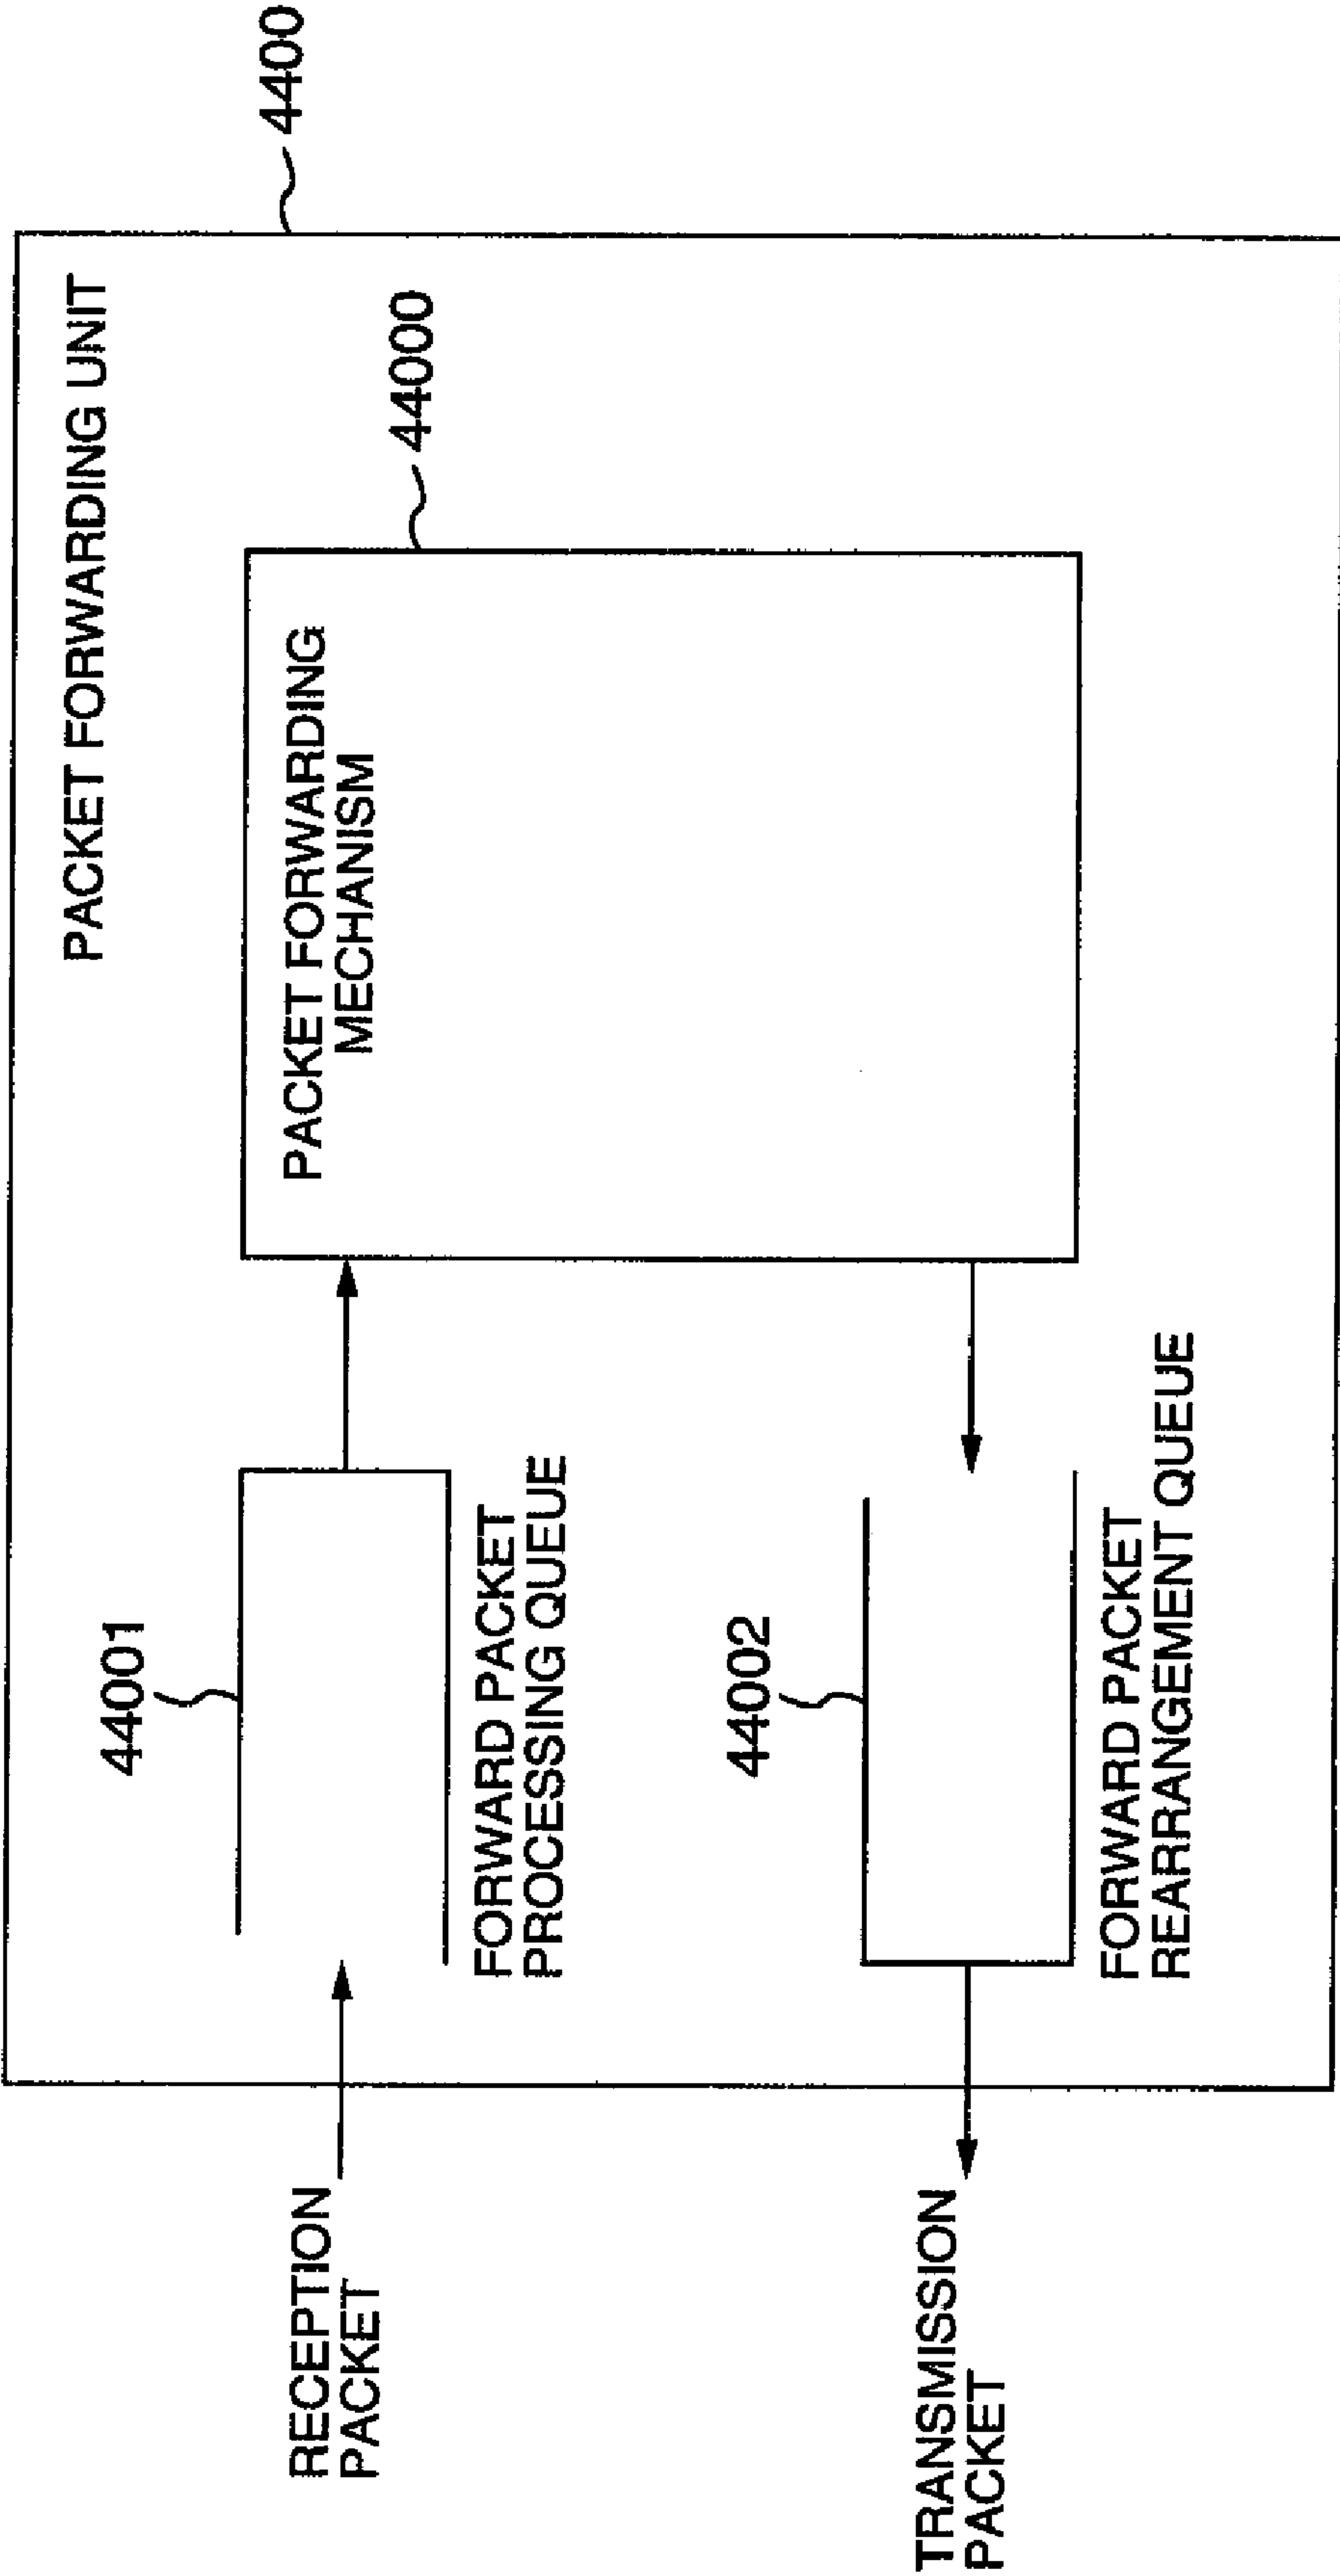 PACKET FORWARDING UNIT
4400
44001
RECEPTION
PACKET
FORWARD PACKET
PROCESSING QUEUE
PACKET FORWARDING
MECHANISM
44000
44002
TRANSMISSION
PACKET
FORWARD PACKET
REARRANGEMENT QUEUE